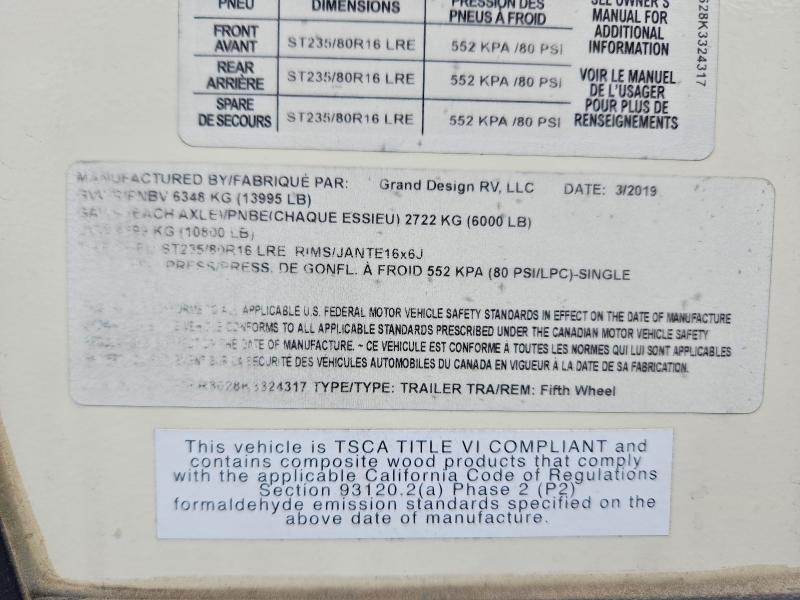 PNEU DIMENSIONS PRESSION DES
PNEUS À FROID
SEE OWNER'S
MANUAL FOR
ADDITIONAL
INFORMATION
FRONT
AVANT ST235/80R16 LRE 552 KPA /80 PSI
REAR
ARRIÈRE ST235/80R16 LRE 552 KPA /80 PSI
SPARE
DE SECOURS ST235/80R16 LRE 552 KPA /80 PSI
VOIR LE MANUEL
DE L'USAGER
POUR PLUS DE
RENSEIGNEMENTS
628K3324317
MANUFACTURED BY/FABRIQUÉ PAR: Grand Design RV, LLC DATE: 3/2019
6348 KG (13995 LB)
EACH AXLE)/PNBE(CHAQUE ESSIEU) 2722 KG (6000 LB)
KG (10800 LB)
ST235/80R16 LRE RIMS/JANTE16x6J
PRESS/PRESS. DE GONFL. À FROID 552 KPA (80 PSI/LPC)-SINGLE
TO ALL APPLICABLE U.S. FEDERAL MOTOR VEHICLE SAFETY STANDARDS IN EFFECT ON THE DATE OF MANUFACTURE
CONFORMS TO ALL APPLICABLE STANDARDS PRESCRIBED UNDER THE CANADIAN MOTOR VEHICLE SAFETY
THE DATE OF MANUFACTURE. ~ CE VEHICULE EST CONFORME À TOUTES LES NORMES QUI LUI SONT APPLICABLES
SUR LA SECURITÉ DES VÉHICULES AUTOMOBILES DU CANADA EN VIGUEUR À LA DATE DE SA FABRICATION.
TYPE/TYPE: TRAILER TRA/REM: Fifth Wheel
This vehicle is TSCA TITLE VI COMPLIANT and
contains composite wood products that comply
with the applicable California Code of Regulations
Section 93120.2(a) Phase 2 (P2)
formaldehyde emission standards specified on the
above date of manufacture.